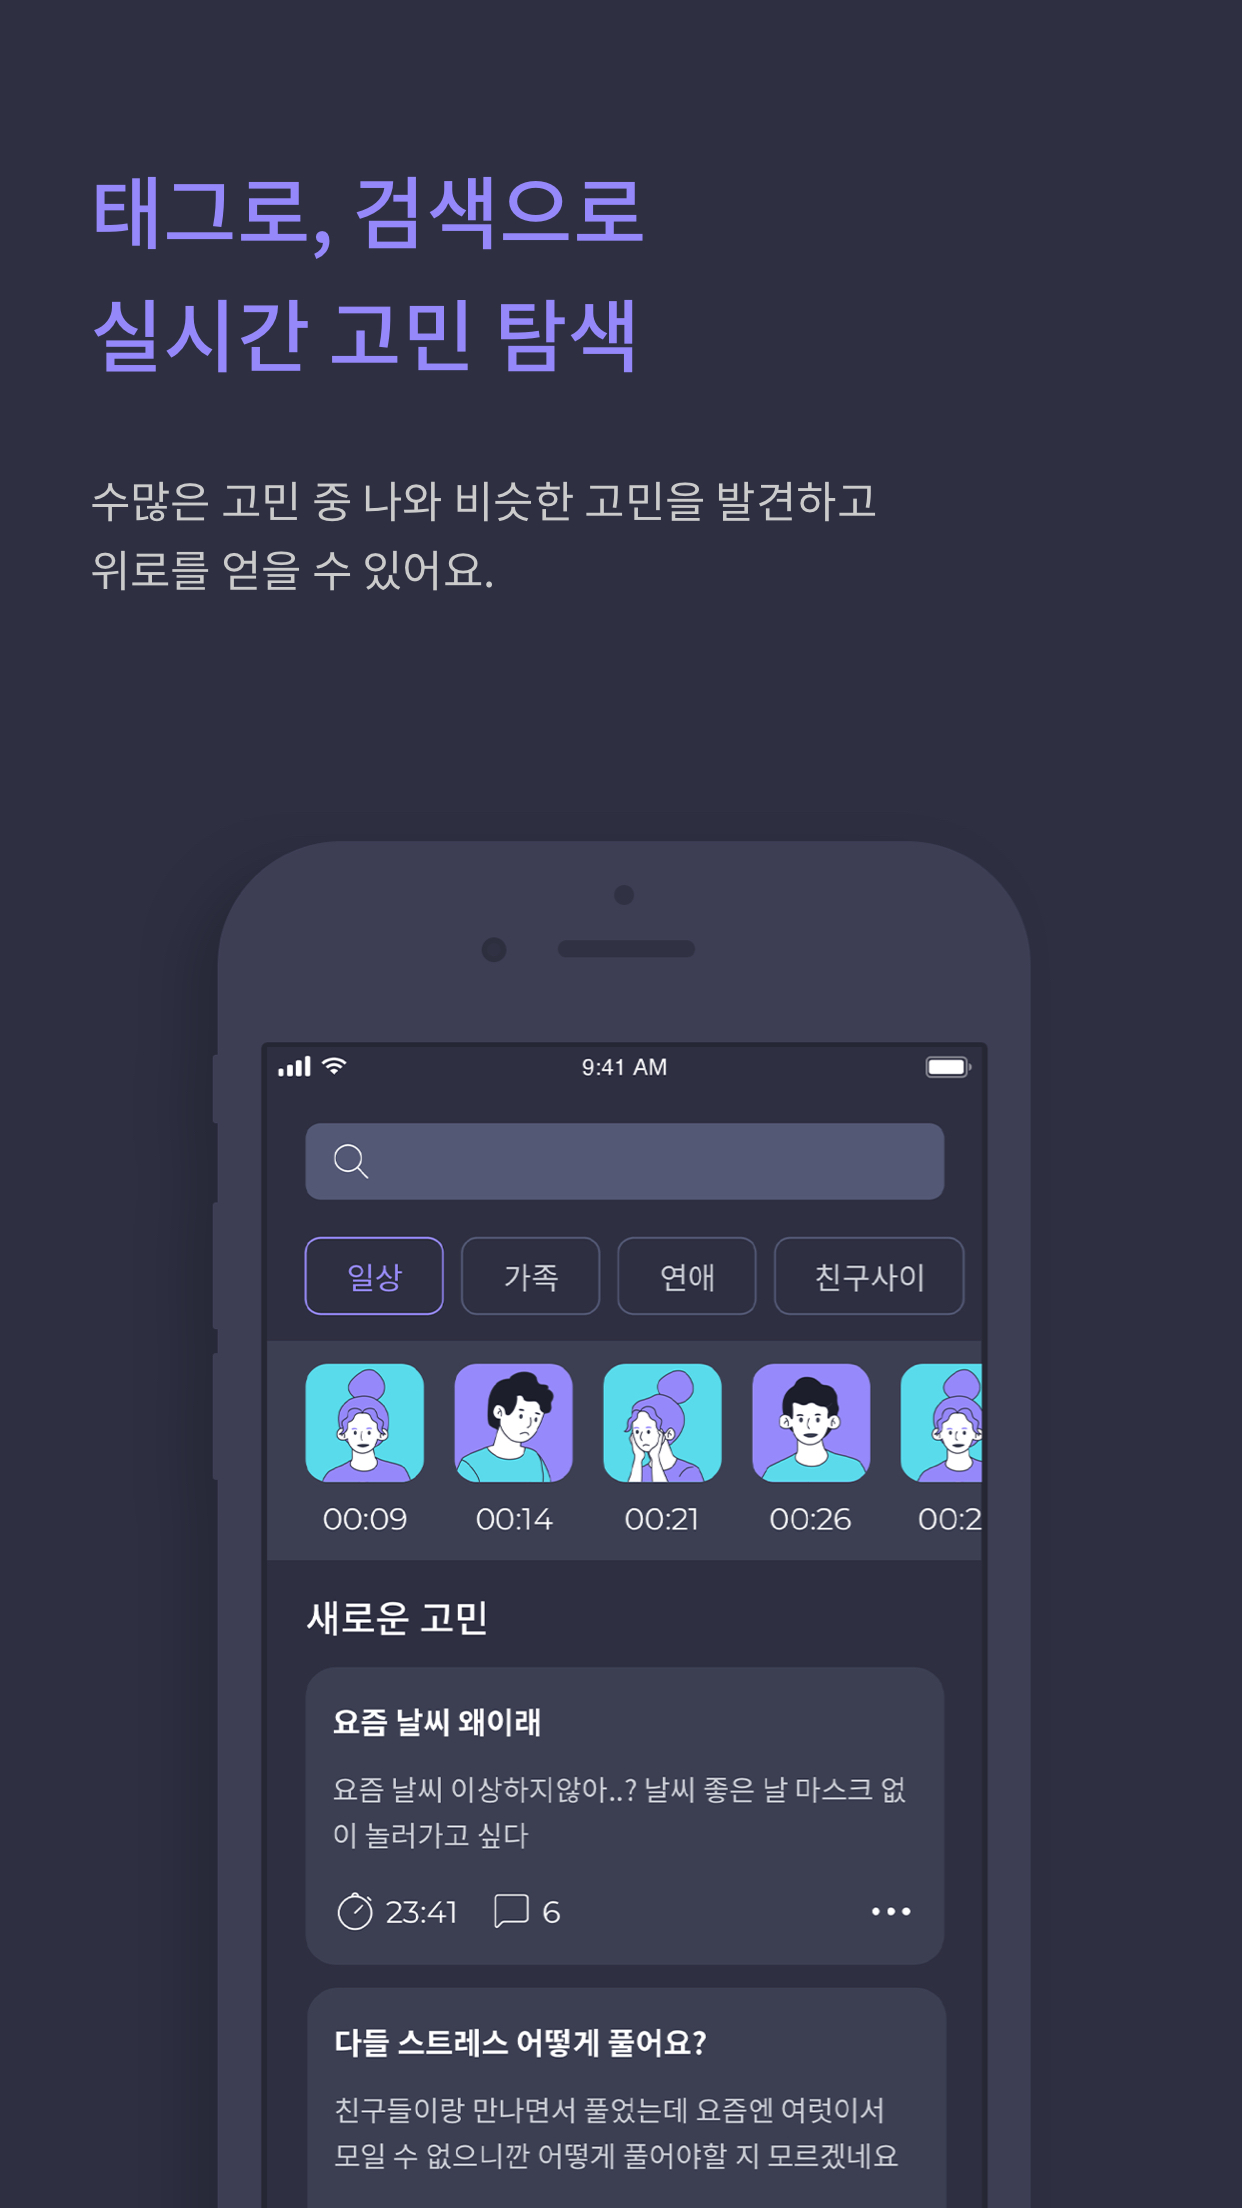 태그로, 검색으로
실시간 고민 탐색
수많은 고민 중 나와 비슷한 고민을 발견하고
위로를 얻을 수 있어요.
9:41 AM
일상 가족 연애 친구사이
00:09 00:14 00:21 00:26 00:2
새로운 고민
요즘 날씨 왜이래
요즘 날씨 이상하지않아..? 날씨 좋은 날 마스크 없
이 놀러가고 싶다
23:41 6
다들 스트레스 어떻게 풀어요?
친구들이랑 만나면서 풀었는데 요즘엔 여럿이서
모일 수 없으니깐 어떻게 풀어야할 지 모르겠네요